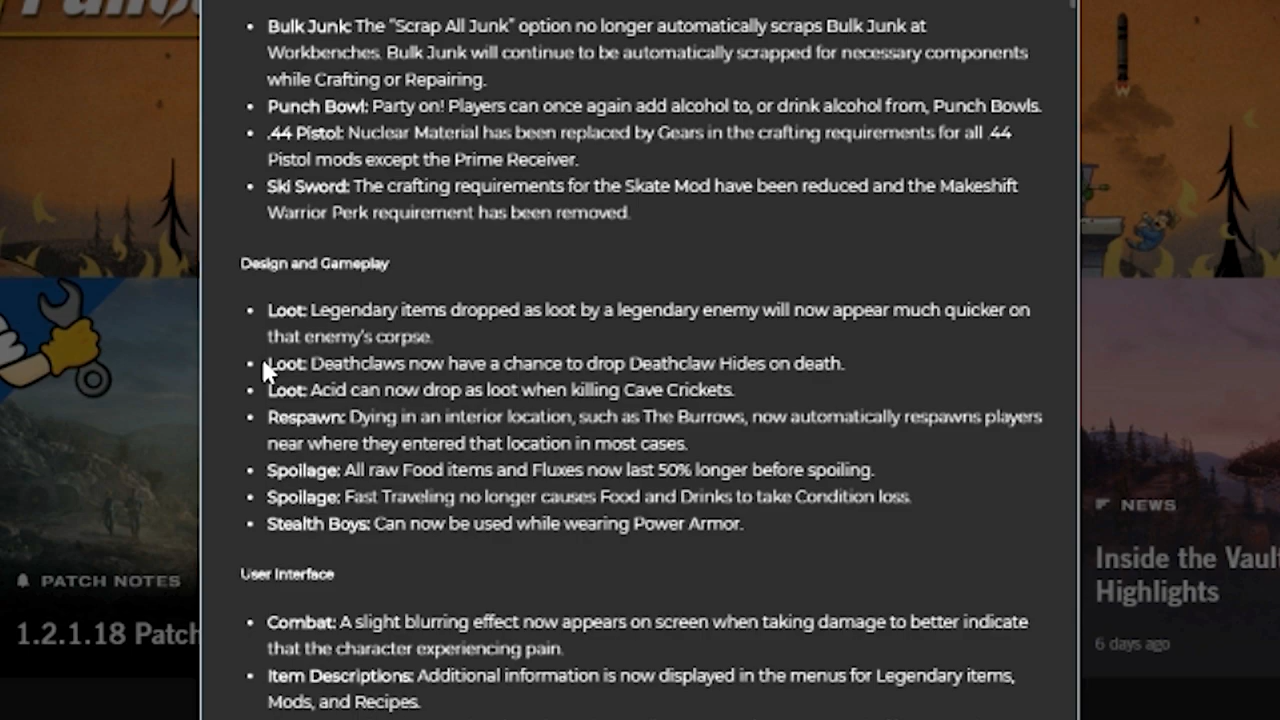 • Bulk Junk: The "Scrap All Junk" option no longer automatically scraps Bulk Junk at
Workbenches. Bulk Junk will continue to be automatically scrapped for necessary components
while Crafting or Repairing.
• Punch Bowl: Party on! Players can once again add alcohol to, or drink alcohol from, Punch Bowls.
• .44 Pistol: Nuclear Material has been replaced by Gears in the crafting requirements for all .44
Pistol mods except the Prime Receiver.
• Ski Sword: The crafting requirements for the Skate Mod have been reduced and the Makeshift
Warrior Perk requirement has been removed.
Design and Gameplay
• Loot: Legendary items dropped as loot by a legendary enemy will now appear much quicker on
that enemy's corpse.
• Loot: Deathclaws now have a chance to drop Deathclaw Hides on death.
• Loot: Acid can now drop as loot when killing Cave Crickets.
• Respawn: Dying in an interior location, such as The Burrows, now automatically respawns players
near where they entered that location in most cases.
• Spoilage: All raw Food items and Fluxes now last 50% longer before spoiling.
• Spoilage: Fast Traveling no longer causes Food and Drinks to take Condition loss.
• Stealth Boys: Can now be used while wearing Power Armor.
User Interface
• Combat: A slight blurring effect now appears on screen when taking damage to better indicate
that the character experiencing pain.
• Item Descriptions: Additional information is now displayed in the menus for Legendary items,
Mods, and Recipes.
PATCH NOTES
1.2.1.18 Patch
NEWS
Inside the Vaul
Highlights
6 days ago